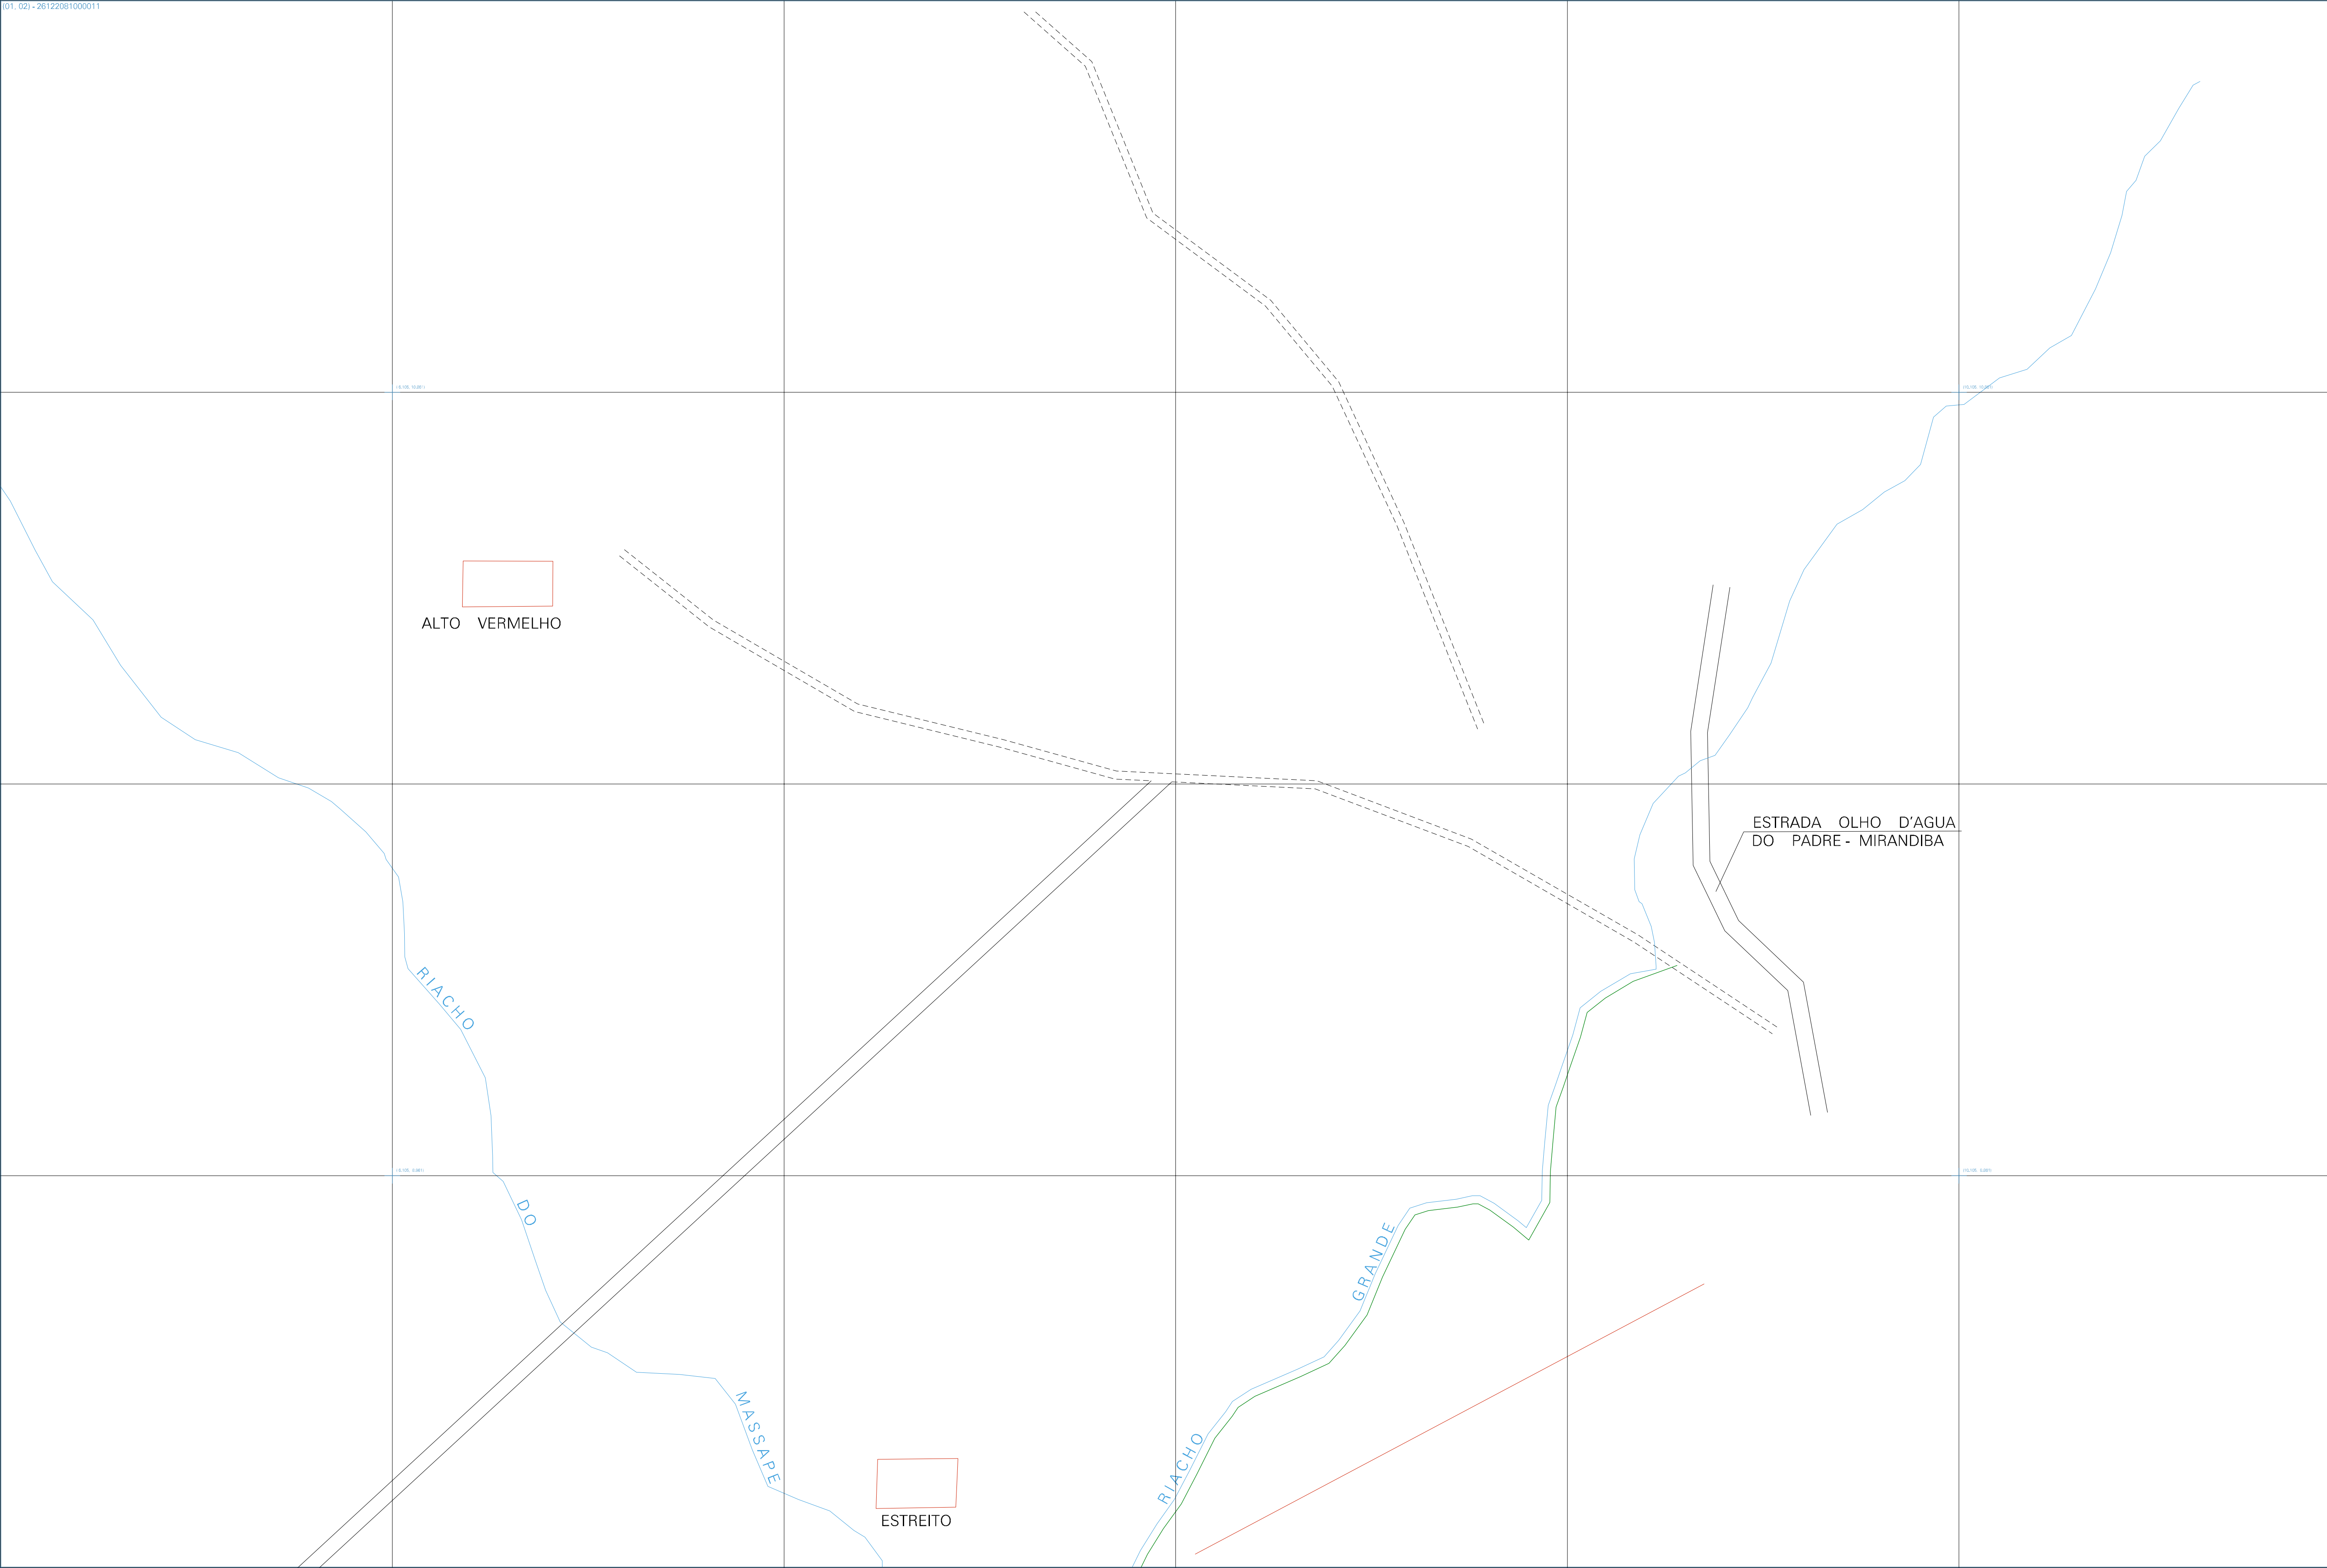 (01, 02) - 26122081000011
ALTO VERMELHO
ESTRADA OLHO D'AGUA
DO PADRE - MIRANDIBA
RIACHO
DO
MASSAPE
RIACHO
GRANDE
ESTREITO